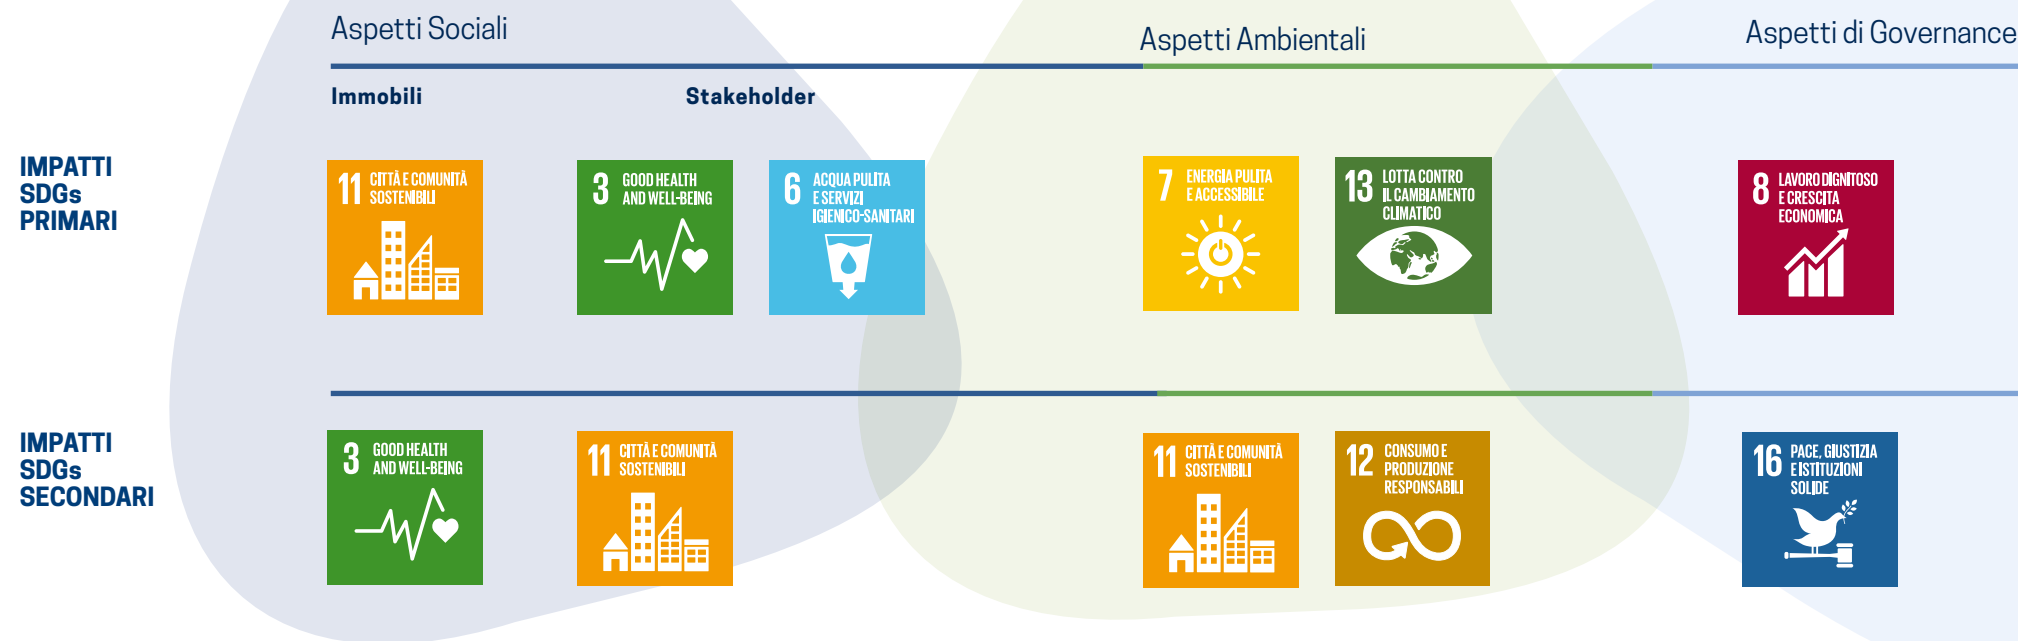 Aspetti Sociali
Aspetti Ambientali
Aspetti di Governance
Immobili
Stakeholder
IMPATTI
SDGs
PRIMARI
11 CITTÀ E COMUNITÀ
SOSTENIBILI
3 GOOD HEALTH
AND WELL-BEING
6 ACQUA PULITA
E SERVIZI
IGIENICO-SANITARI
7 ENERGIA PULITA
E ACCESSIBILE
13 LOTTA CONTRO
IL CAMBIAMENTO
CLIMATICO
8 LAVORO DIGNITOSO
E CRESCITA
ECONOMICA
IMPATTI
SDGs
SECONDARI
3 GOOD HEALTH
AND WELL-BEING
11 CITTÀ E COMUNITÀ
SOSTENIBILI
11 CITTÀ E COMUNITÀ
SOSTENIBILI
12 CONSUMO E
PRODUZIONE
RESPONSABILI
16 PACE, GIUSTIZIA
E ISTITUZIONI
SOLIDE